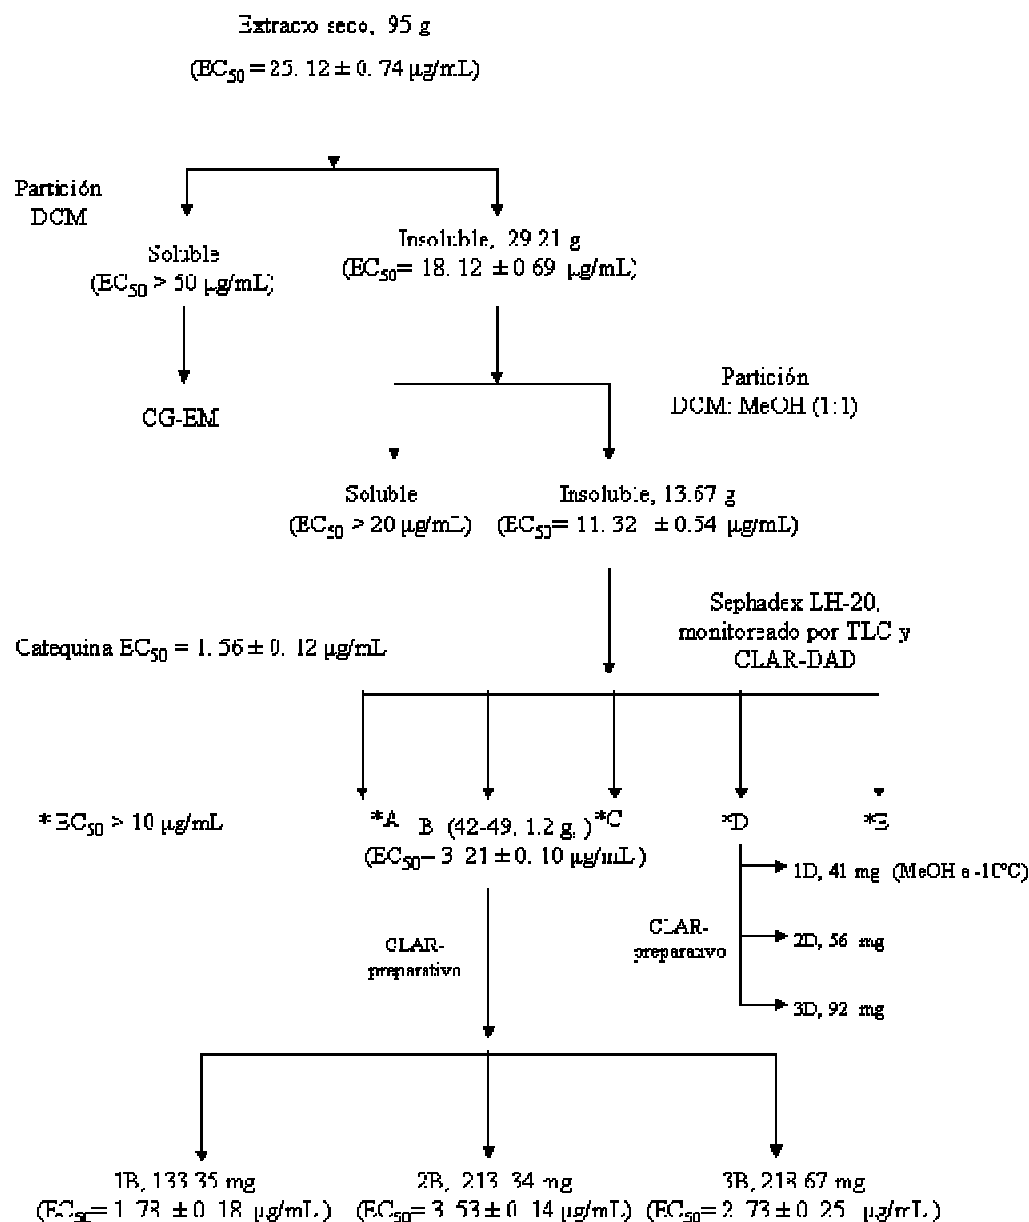 Extracto seco, 95 g
(EC50 = 25. 12 ± 0. 74 µg/mL)
Partición
DCM
Soluble
(EC50 > 50 µg/mL)
Insoluble, 29 21 g
(EC50= 18. 12 ± 0 69 µg/mL)
CG-EM
Partición
DCM: MeOH (1:1)
Soluble
(EC50 > 20 µg/mL)
Insoluble, 13.67 g
(EC50= 11. 32 ± 0.54 µg/mL)
Sephadex LH-20,
monitoreado por TLC y
CLAR-DAD
Catequina EC50 = 1. 56 ± 0. 12 µg/mL
* EC50 > 10 µg/mL
*A
B (42-49, 1.2 g, )
(EC50= 3 21 ± 0. 10 µg/mL)
*C
*D
*E
1D, 41 mg (MeOH a -10°C)
CLAR-
preparativo
CLAR-
preparativo
2D, 56 mg
3D, 92 mg
1B, 133 35 mg
(EC50= 1 78 ± 0 18 µg/mL)
2B, 213 34 mg
(EC50= 3 53 ± 0 14 µg/mL)
3B, 218 67 mg
(EC50= 2 73 ± 0 25 µg/mL)